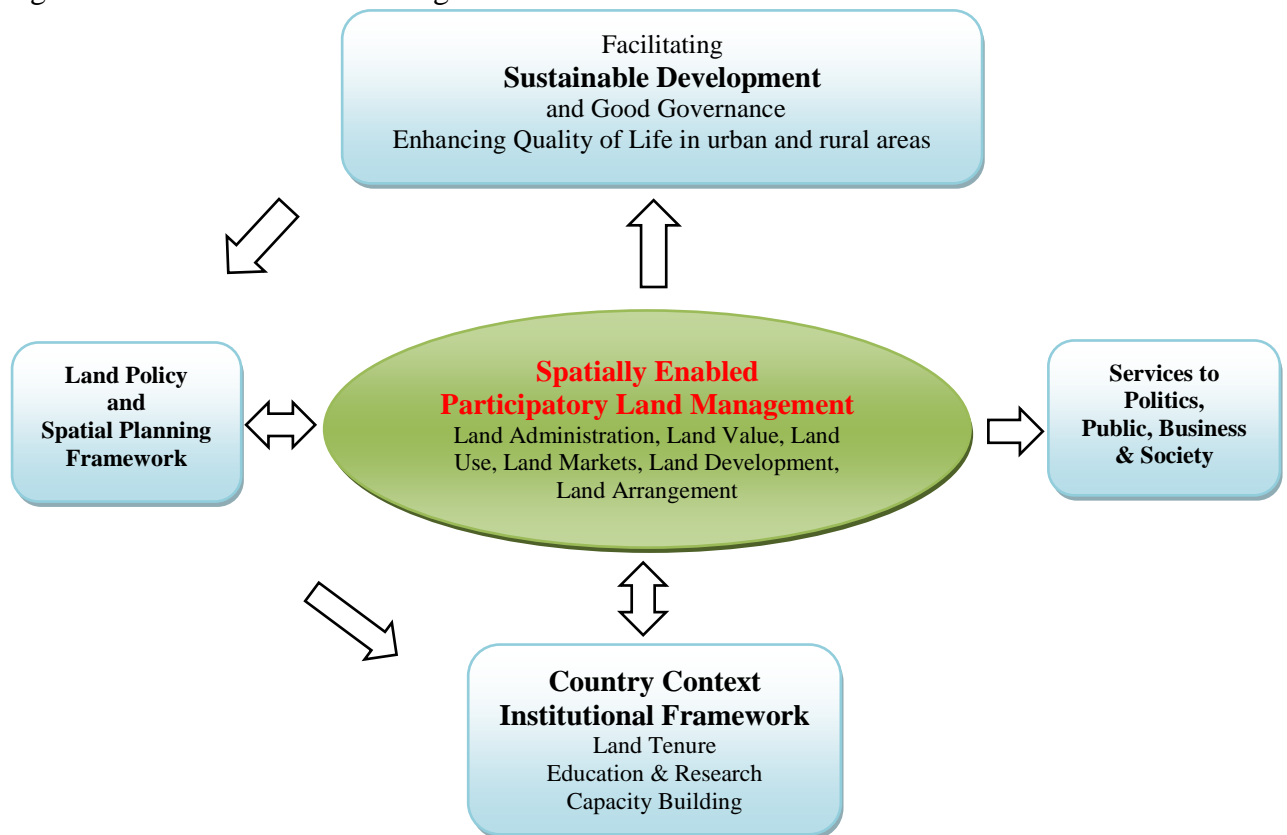 Facilitating
Sustainable Development
and Good Governance
Enhancing Quality of Life in urban and rural areas
Land Policy
and
Spatial Planning
Framework
Spatially Enabled
Participatory Land Management
Land Administration, Land Value, Land
Use, Land Markets, Land Development,
Land Arrangement
Services to
Politics,
Public, Business
& Society
Country Context
Institutional Framework
Land Tenure
Education & Research
Capacity Building